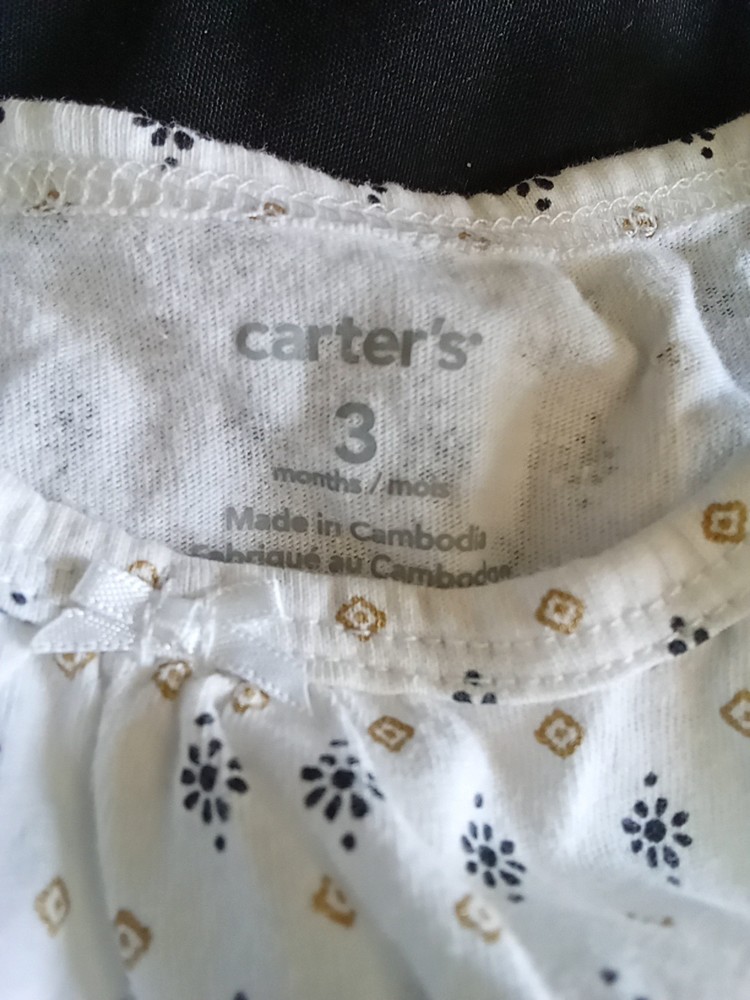 carter's
3
months / mois
Made in Cambodia
Fabriqué au Cambodge